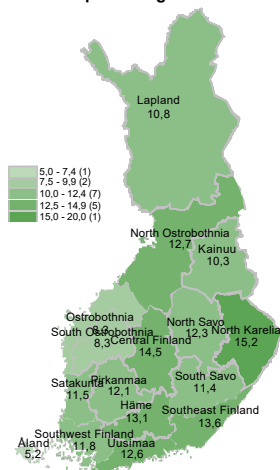 Lapland
10,8
5,0 - 7,4 (1)
7,5 - 9,9 (2)
10,0 - 12,4 (7)
12,5 - 14,9 (5)
15,0 - 20,0 (1)
North Ostrobothnia
12,7
Kainuu
10,3
Ostrobothnia
South Ostrobothnia
8,3
Central Finland
14,5
North Savo
12,3
North Karelia
15,2
Satakunta
11,5
Pirkanmaa
12,1
South Savo
11,4
Häme
13,1
Southeast Finland
13,6
Southwest Finland
11,8
Uusimaa
12,6
Åland
5,2